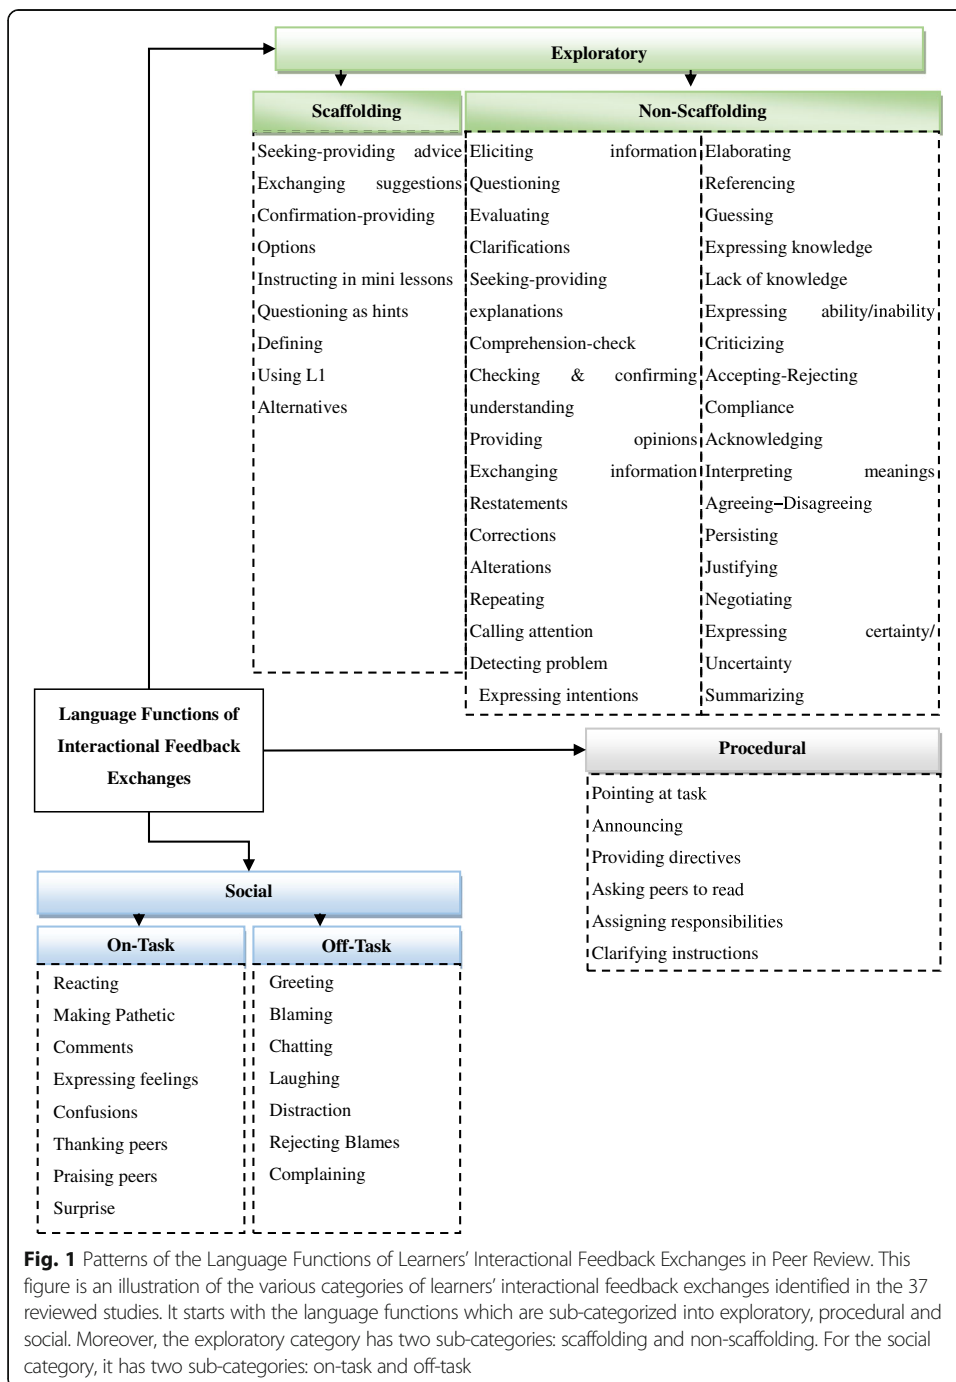 Exploratory
Scaffolding
Seeking-providing advice
Exchanging suggestions
Confirmation-providing
Options
Instructing in mini lessons
Questioning as hints
Defining
Using L1
Alternatives
Non-Scaffolding
Eliciting information
Questioning
Evaluating
Clarifications
Seeking-providing
explanations
Comprehension-check
Checking & confirming
understanding
Providing opinions
Exchanging information
Restatements
Corrections
Alterations
Repeating
Calling attention
Detecting problem
Expressing intentions
Elaborating
Referencing
Guessing
Expressing knowledge
Lack of knowledge
Expressing ability/inability
Criticizing
Accepting-Rejecting
Compliance
Acknowledging
Interpreting meanings
Agreeing–Disagreeing
Persisting
Justifying
Negotiating
Expressing certainty/
Uncertainty
Summarizing
Language Functions of
Interactional Feedback
Exchanges
Procedural
Pointing at task
Announcing
Providing directives
Asking peers to read
Assigning responsibilities
Clarifying instructions
Social
On-Task
Reacting
Making Pathetic
Comments
Expressing feelings
Confusions
Thanking peers
Praising peers
Surprise
Off-Task
Greeting
Blaming
Chatting
Laughing
Distraction
Rejecting Blames
Complaining
Fig. 1 Patterns of the Language Functions of Learners’ Interactional Feedback Exchanges in Peer Review. This
figure is an illustration of the various categories of learners’ interactional feedback exchanges identified in the 37
reviewed studies. It starts with the language functions which are sub-categorized into exploratory, procedural and
social. Moreover, the exploratory category has two sub-categories: scaffolding and non-scaffolding. For the social
category, it has two sub-categories: on-task and off-task